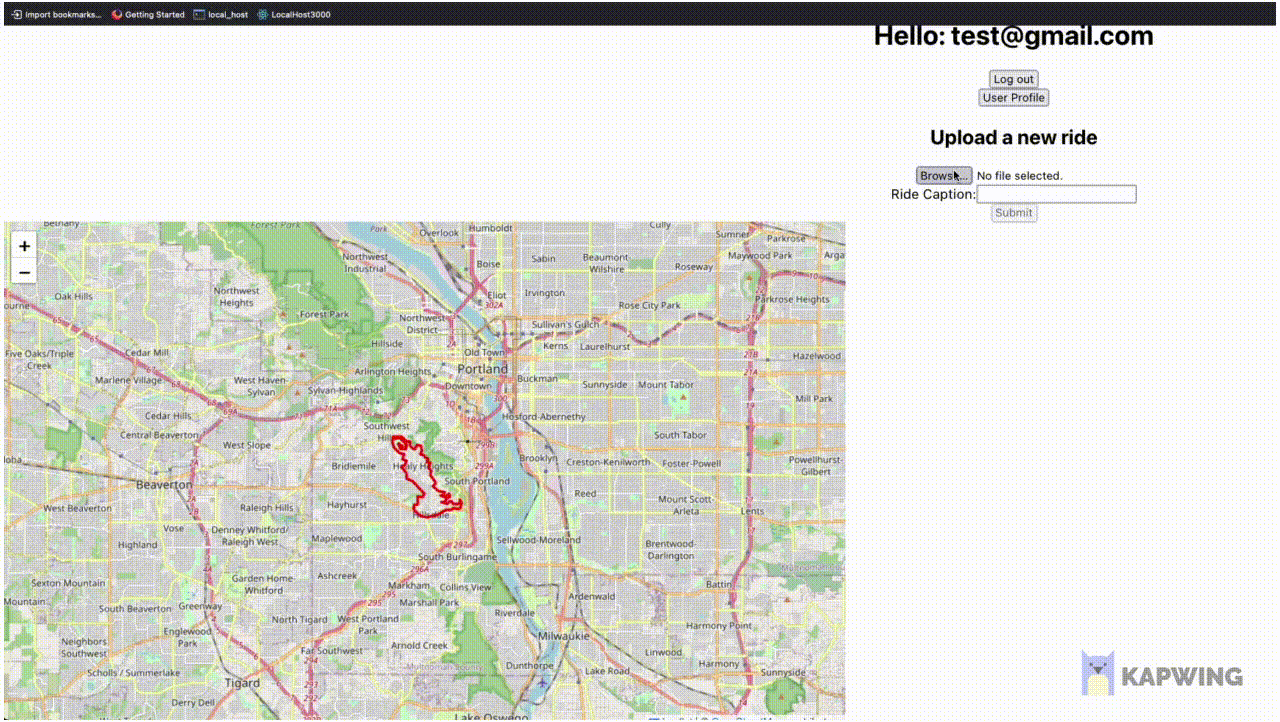 Import bookmarks...
Getting Started
local_host
LocalHost3000
Hello: test@gmail.com
Log out
User Profile
Upload a new ride
No file selected.
Ride Caption:
Submit
+
−
Forest Park
Park
Overlook
Humboldt
Cully
Sumner
Parkrose
Northwest
Industrial
Boise
Sabin
Beaumont
Wilshire
Roseway
Maywood Park
Oak Hills
Northwest
Heights
Forest Park
Eliot
302A
Irvington
Rose City Park
Parkrose Heights
Northwest
District
Sullivan's Gulch
Hillside
Kerns
Laurelhurst
Five Oaks/Triple
Creek
Cedar Mill
Old Town
Portland
Hazelwood
Arlington Heights
Marlene Village
West Haven-
Sylvan
Sylvan-Highlands
Downtown
Buckman
Sunnyside
Mount Tabor
Mill Park
Cedar Hills
Southwest
Hosford-Abernethy
Central Beaverton
West Slope
South Tabor
Bridlemile
Healy Heights
Brooklyn
Creston-Kenilworth
Foster-Powell
Powellhurst-
Gilbert
Beaverton
South Portland
Reed
Mount Scott-
Arleta
Lents
West Beaverton
Raleigh Hills
Hayhurst
Hillsdale
Vose
Denney Whitford/
Raleigh West
Maplewood
Highland
Sellwood-Moreland
Brentwood-
Darlington
South Burlingame
Sexton Mountain
Garden Home-
Whitford
Ashcreek
Markham
Collins View
Battin
Mountain
South Beaverton
Greenway
Marshall Park
Riverdale
Ardenwald
North Tigard
West Portland
Park
Englewood
Park
Harmony Point
Neighbors
Southwest
Arnold Creek
Milwaukie
Far Southwest
Linwood
Scholls / Summerlake
Dunthorpe
Lake Road
Harmony
Sunnyside
Tigard
Derry Dell
Lake Oswego
KAPWING